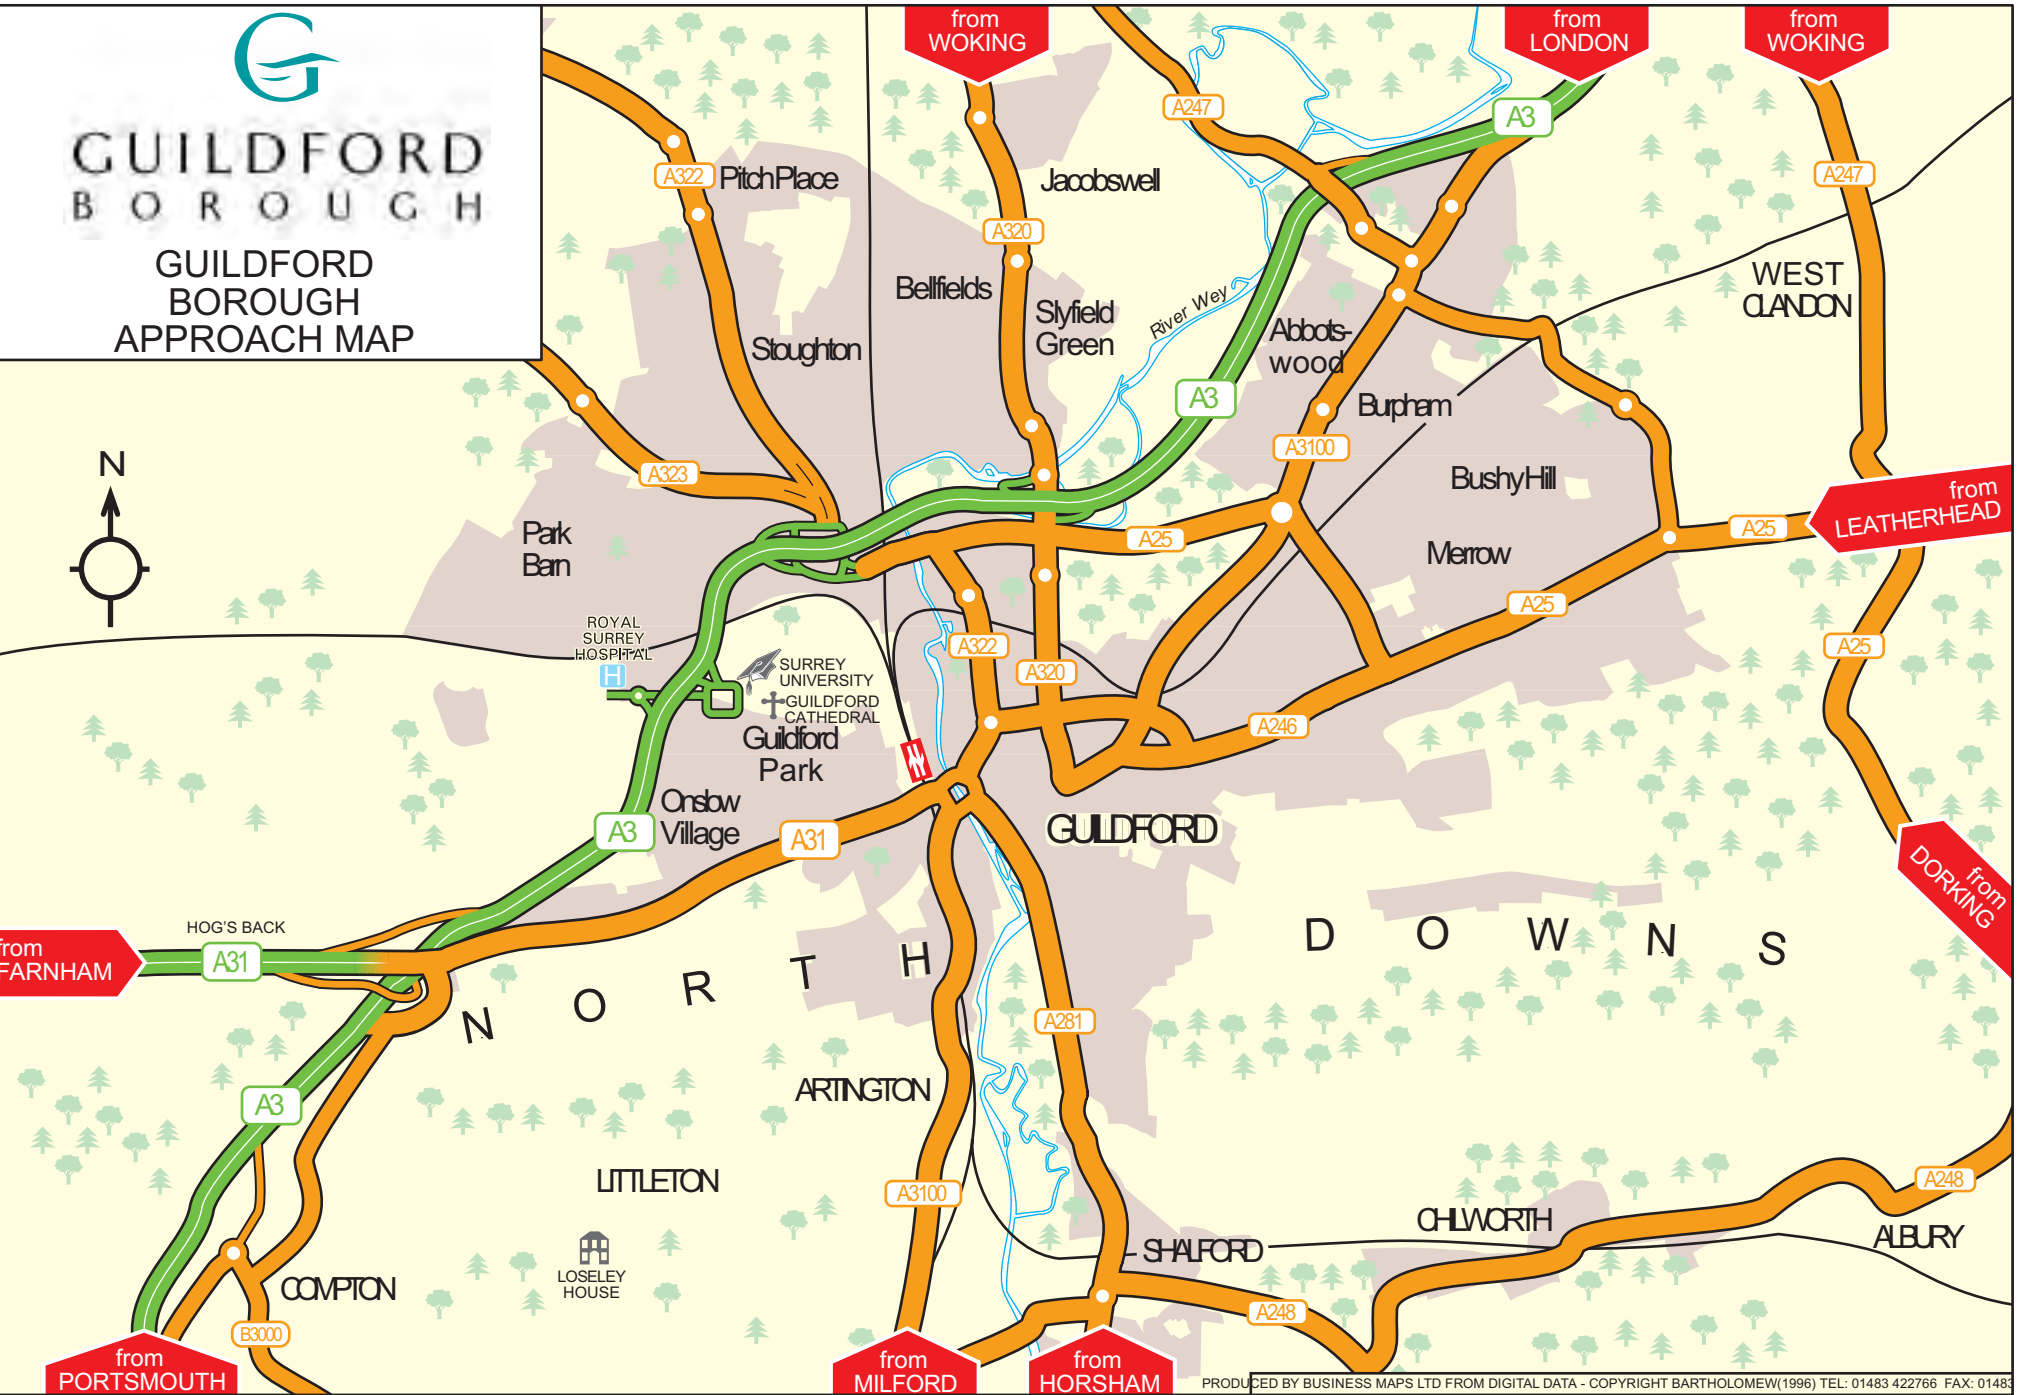 GUILDFORD
BOROUGH
GUILDFORD
BOROUGH
APPROACH MAP
from
WOKING
from
LONDON
from
WOKING
A247
A3
A247
A322
Pitch Place
Jacobswell
A320
Bellfields
Slyfield
Green
River Wey
WEST
CLANDON
Stoughton
Abbots-
wood
A3
Burpham
A3100
N
A323
Bushy Hill
from
LEATHERHEAD
Park
Barn
A25
A25
Merrow
A25
ROYAL
SURREY
HOSPITAL
H
SURREY
UNIVERSITY
GUILDFORD
CATHEDRAL
A322
A320
A25
Guildford
Park
A246
Onslow
Village
A3
A31
GUILDFORD
from
DORKING
HOG'S BACK
from
FARNHAM
A31
NORTH
DOWNS
A281
A3
ARTINGTON
LITTLETON
A3100
CHILWORTH
A248
ALBURY
SHALFORD
LOSELEY
HOUSE
COMPTON
A248
B3000
from
PORTSMOUTH
from
MILFORD
from
HORSHAM
PRODUCED BY BUSINESS MAPS LTD FROM DIGITAL DATA - COPYRIGHT BARTHOLOMEW(1996) TEL: 01483 422766 FAX: 01483